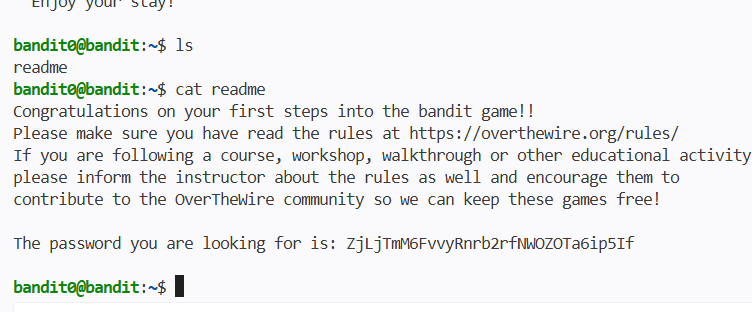 Enjoy your stay!
bandit0@bandit:~$ ls
readme
bandit0@bandit:~$ cat readme
Congratulations on your first steps into the bandit game!!
Please make sure you have read the rules at https://overthewire.org/rules/
If you are following a course, workshop, walkthrough or other educational activity
please inform the instructor about the rules as well and encourage them to
contribute to the OverTheWire community so we can keep these games free!
The password you are looking for is: ZjLjTmM6FvvyRnrb2rfNWOZOTa6ip5If
bandit0@bandit:~$